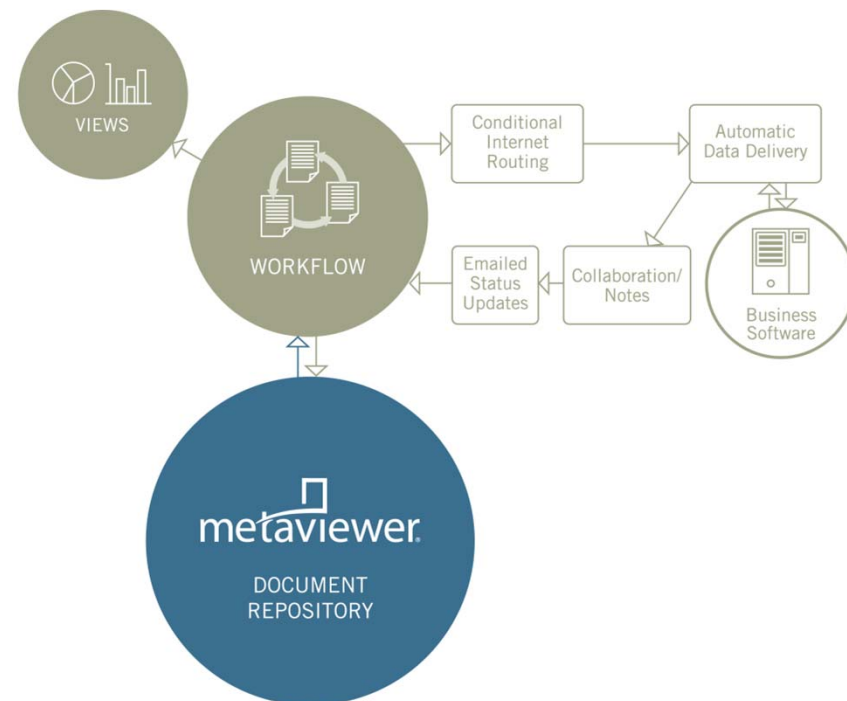 VIEWS
WORKFLOW
Conditional
Internet
Routing
Automatic
Data Delivery
Emailed
Status
Updates
Collaboration/
Notes
Business
Software
metaviewer®
DOCUMENT
REPOSITORY